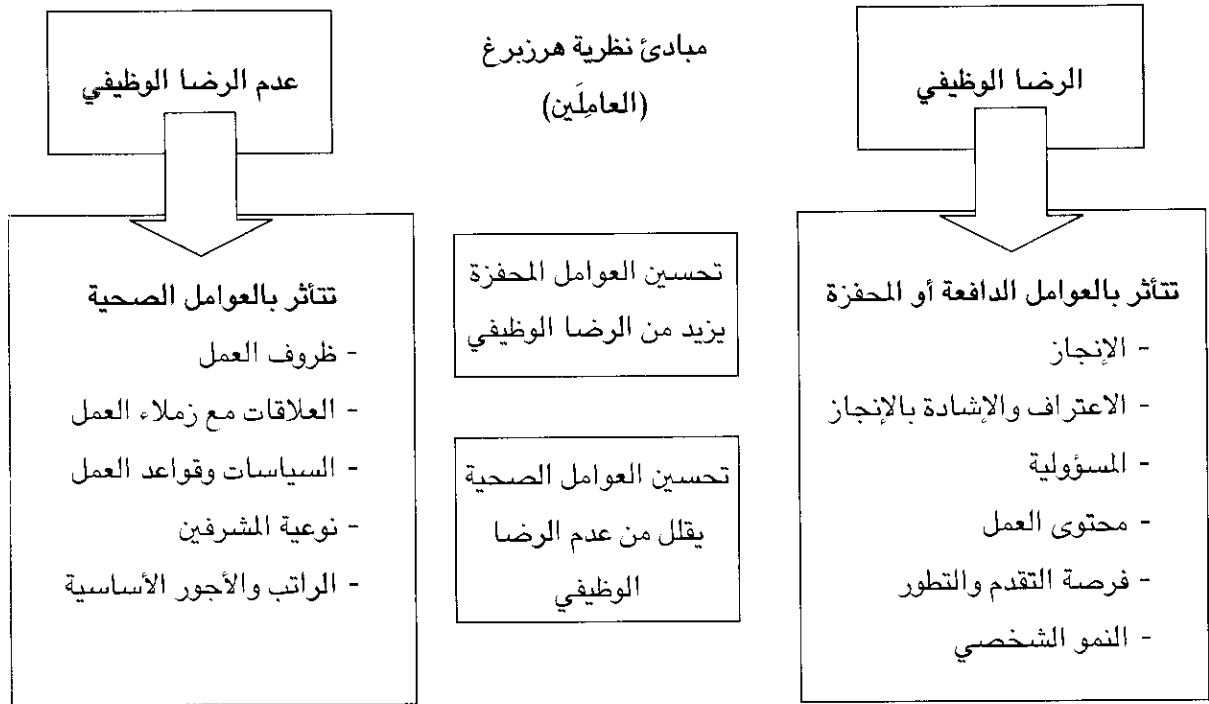 مبادئ نظرية هرزبرغ
(العاملَين)
الرضا الوظيفي
تتأثر بالعوامل الدافعة أو المحفزة
- الإنجاز
- الاعتراف والإشادة بالإنجاز
- المسؤولية
- محتوى العمل
- فرصة التقدم والتطور
- النمو الشخصي
تحسين العوامل المحفزة
يزيد من الرضا الوظيفي
تحسين العوامل الصحية
يقلل من عدم الرضا
الوظيفي
عدم الرضا الوظيفي
تتأثر بالعوامل الصحية
- ظروف العمل
- العلاقات مع زملاء العمل
- السياسات وقواعد العمل
- نوعية المشرفين
- الراتب والأجور الأساسية